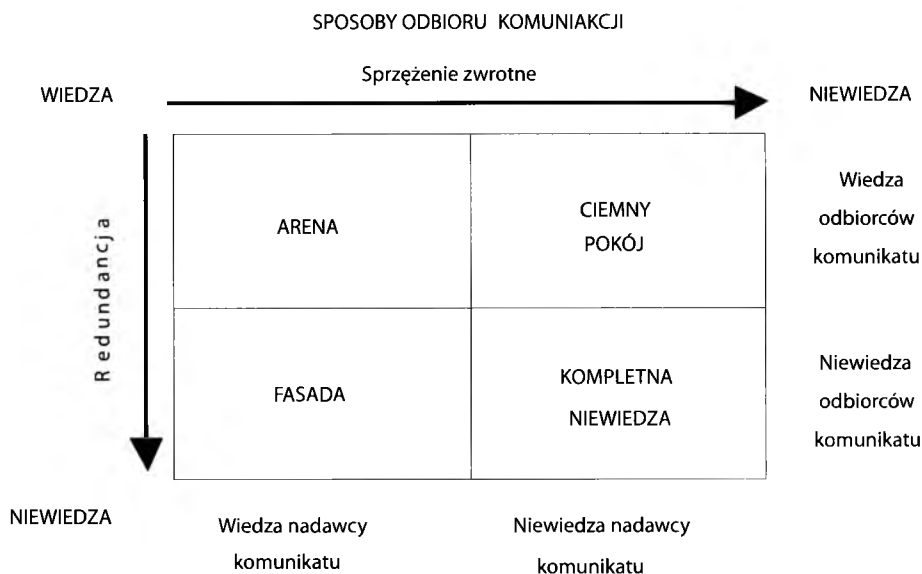 SPOSOBY ODBIORU KOMUNIAKCJI
Sprzężenie zwrotne
WIEDZA
NIEWIEDZA
Redundancja
ARENA
CIEMNY
POKÓJ
Wiedza
odbiorców
komunikatu
FASADA
KOMPLETNA
NIEWIEDZA
Niewiedza
odbiorców
komunikatu
NIEWIEDZA
Wiedza nadawcy
komunikatu
Niewiedza nadawcy
komunikatu